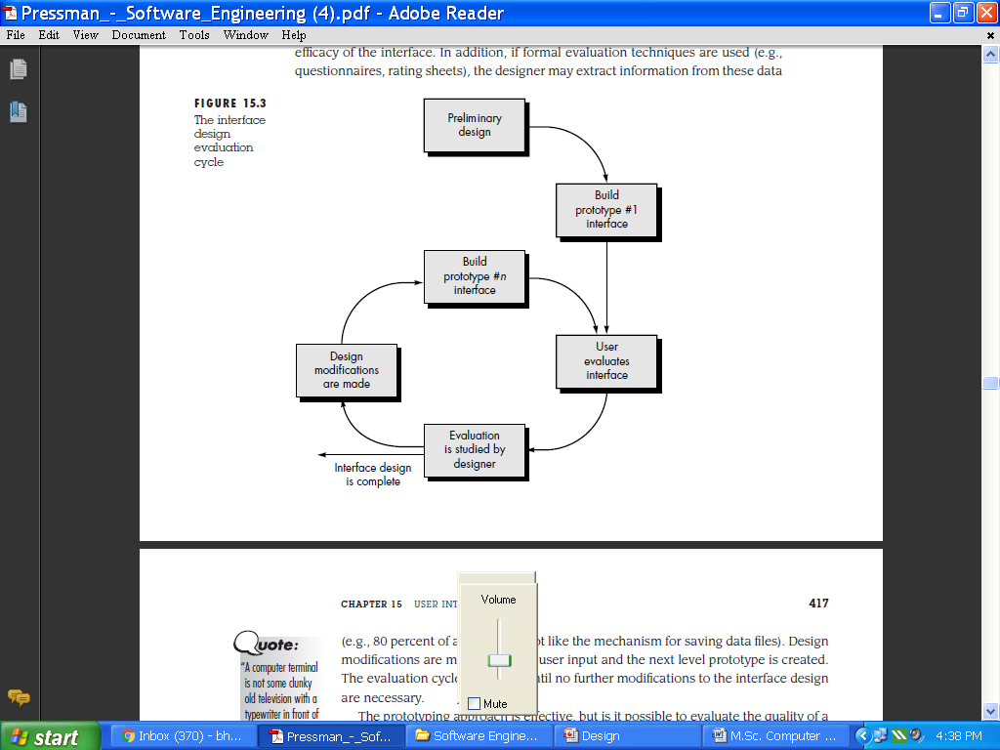 Pressman_-_Software_Engineering (4).pdf - Adobe Reader
File Edit View Document Tools Window Help
efficacy of the interface. In addition, if formal evaluation techniques are used (e.g.,
questionnaires, rating sheets), the designer may extract information from these data
FIGURE 15.3
The interface
design
evaluation
cycle
Preliminary
design
Build
prototype #1
interface
Build
prototype #n
interface
User
evaluates
interface
Design
modifications
are made
Evaluation
is studied by
designer
Interface design
is complete
CHAPTER 15 USER INT
417
Quote:
"A computer terminal
is not some clunky
old television with a
typewriter in front of
(e.g., 80 percent of a
ot like the mechanism for saving data files). Design
modifications are m
user input and the next level prototype is created.
The evaluation cycl
ntil no further modifications to the interface design
are necessary.
The prototyping approach is effective, but is it possible to evaluate the quality of a
Volume
Mute
start
Inbox (370) - bh...
Pressman_-_Sof...
Software Engine...
Design
M.Sc. Computer ...
4:38 PM